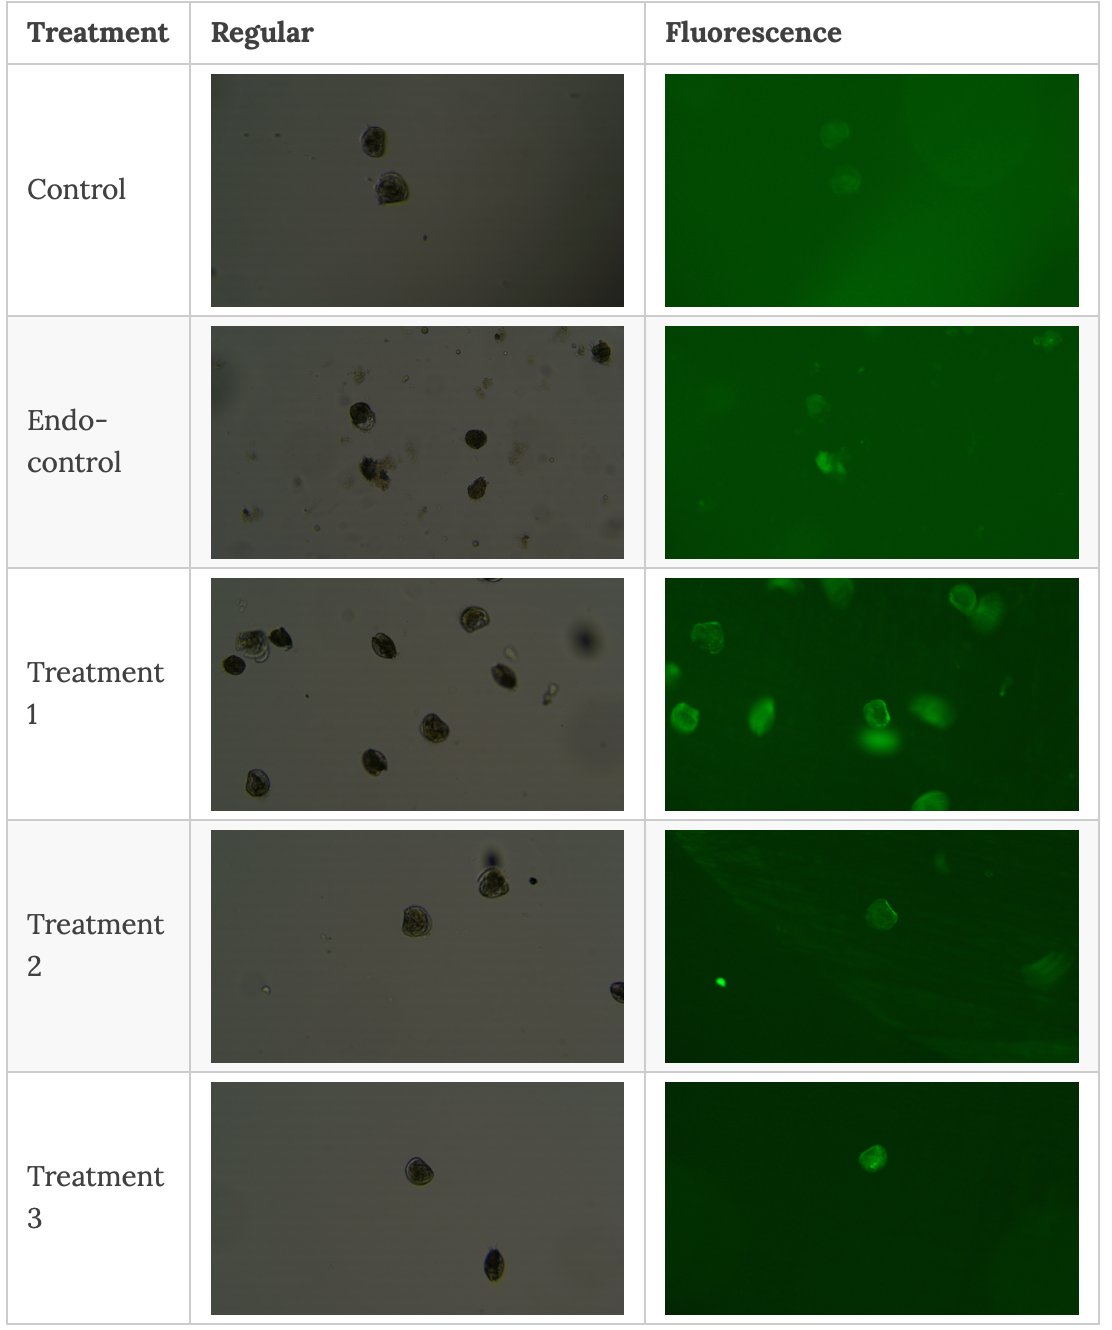 Treatment Regular Fluorescence
Control
Endo-
control
Treatment
1
Treatment
2
Treatment
3